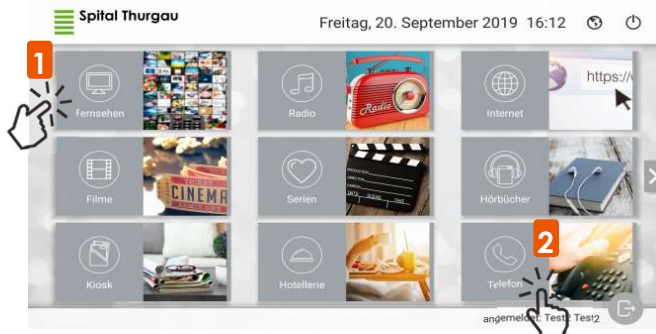 Spital Thurgau
Freitag, 20. September 2019 16:12
1
Fernsehen
Radio
Radio
Internet
https://
Filme
CINEMA
Serien
Hörbücher
Kiosk
Hotellerie
2
Telefon
angemeldet: Test2 Test2